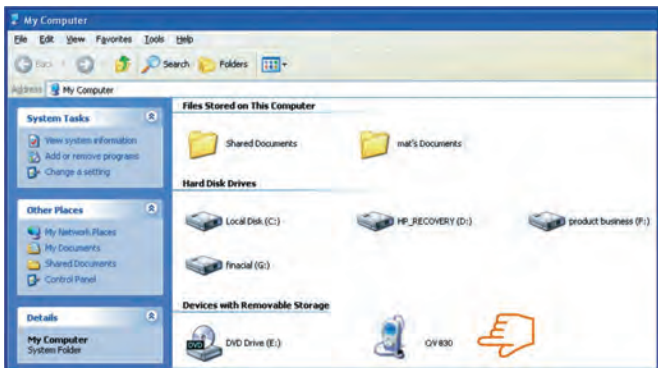 My Computer
File Edit View Favorites Tools Help
Back Search Folders
Address My Computer
System Tasks
View system information
Add or remove programs
Change a setting
Other Places
My Network Places
My Documents
Shared Documents
Control Panel
Details
My Computer
System Folder
Files Stored on This Computer
Shared Documents mat's Documents
Hard Disk Drives
Local Disk (C:) HP_RECOVERY (D:) product business (F:)
finacial (G:)
Devices with Removable Storage
DVD DVD Drive (E:) QV830